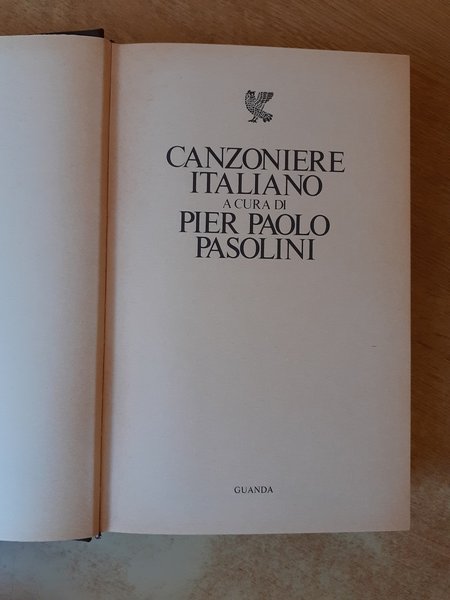 CANZONIERE
ITALIANO
A CURA DI
PIER PAOLO
PASOLINI
GUANDA